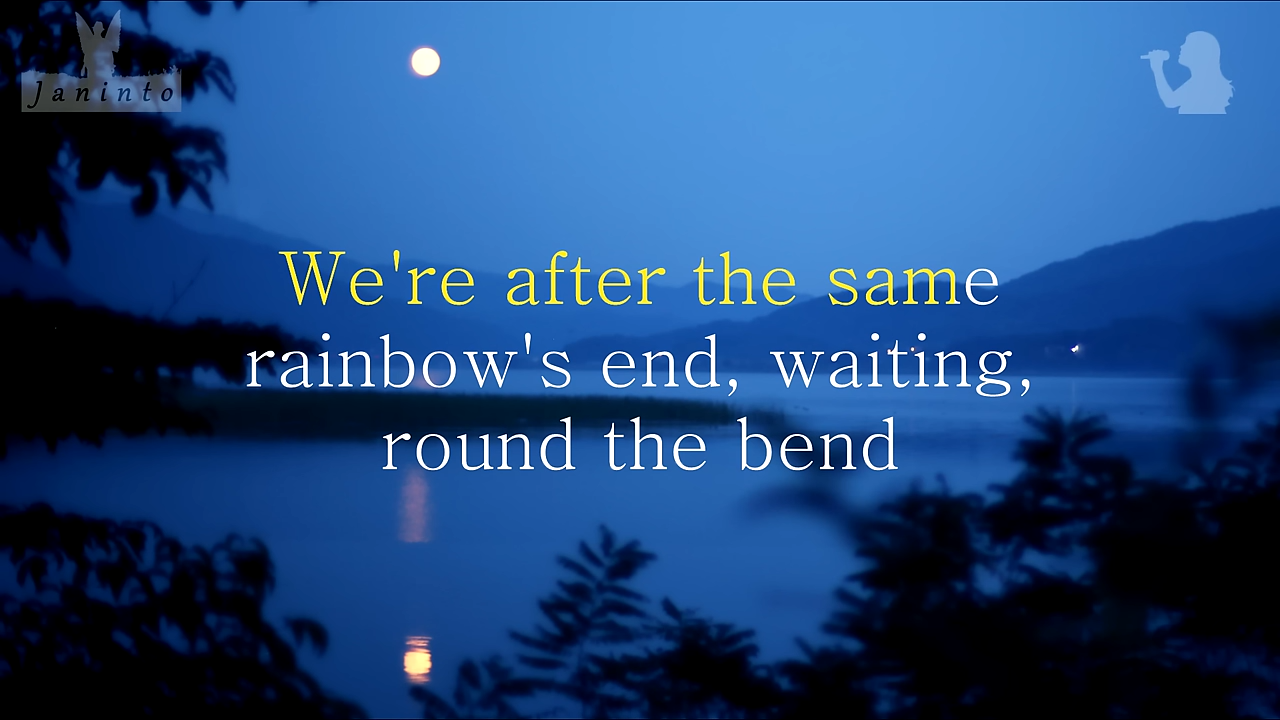 Janinto
We're after the same
rainbow's end, waiting,
round the bend